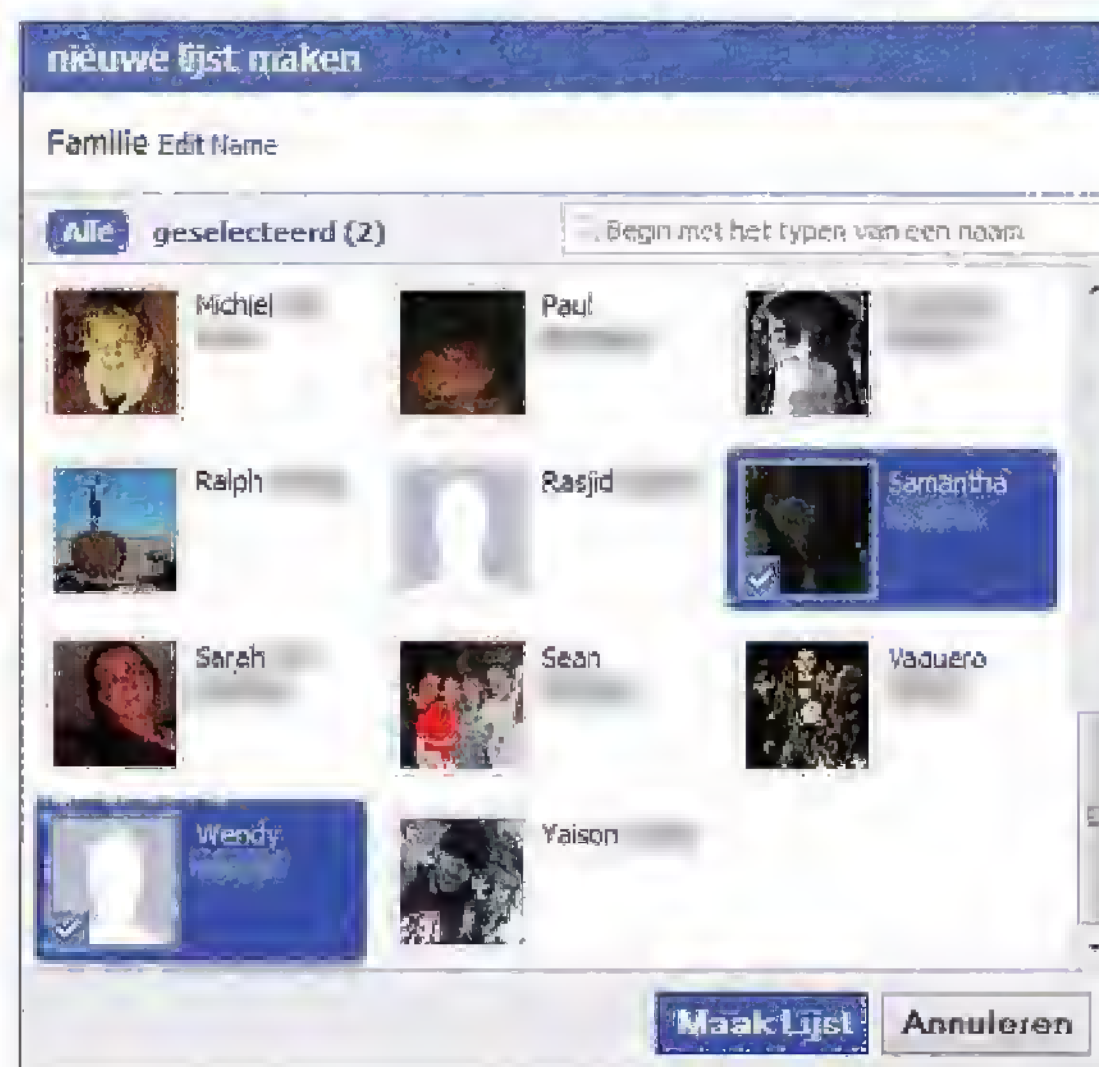 nieuwe lijst maken
Familie Edit Name
Alle geselecteerd (2) Begin met het typen van een naam
Michiel Paul
Ralph Rasjid Samantha
Sarah Sean Vaquero
Wendy Yaison
Maak Lijst Annuleren